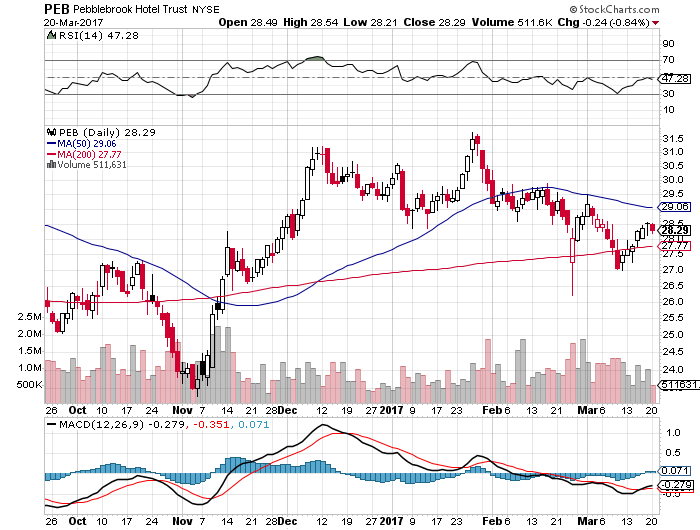 PEB Pebblebrook Hotel Trust NYSE
© StockCharts.com
20-Mar-2017
Open 28.49 High 28.54 Low 28.21 Close 28.29 Volume 511.6K Chg -0.24 (-0.84%)
RSI(14) 47.28
90
70
47.28
30
10
PEB (Daily) 28.29
MA(50) 29.06
MA(200) 27.77
Volume 511,631
31.5
31.0
30.5
30.0
29.5
29.06
28.5
28.29
28.0
27.77
27.5
27.0
26.5
26.0
25.5
25.0
24.5
24.0
23.5
23.0
2.5M
2.0M
1.5M
1.0M
500K
511631
26 Oct 10 17 24 Nov 7 14 21 28 Dec 12 19 27 2017 9 17 23 Feb 6 13 21 Mar 6 13 20
MACD(12,26,9) -0.279, -0.351, 0.071
1.0
0.5
0.071
-0.279
-0.5
26 Oct 10 17 24 Nov 7 14 21 28 Dec 12 19 27 2017 9 17 23 Feb 6 13 21 Mar 6 13 20